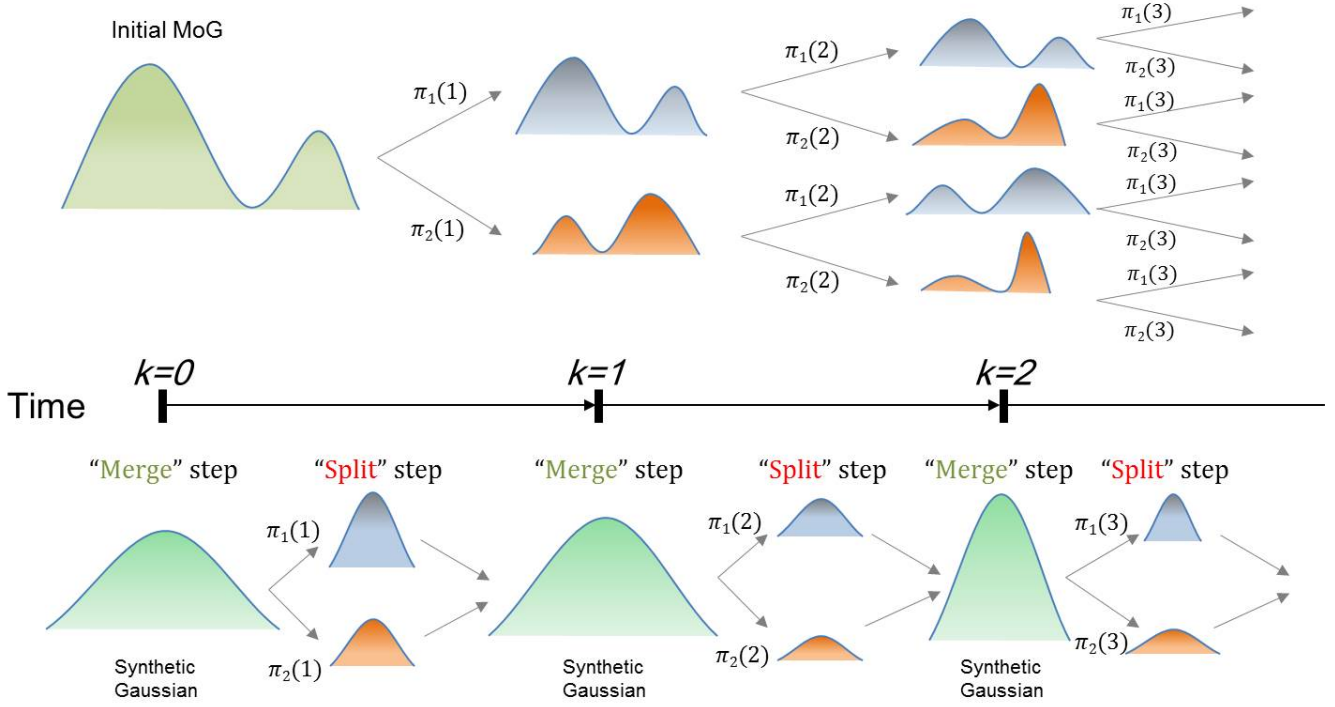 Initial MoG
π₁(1)
π₂(1)
π₁(2)
π₂(2)
π₁(2)
π₂(2)
π₁(3)
π₂(3)
π₁(3)
π₂(3)
π₁(3)
π₂(3)
π₁(3)
π₂(3)
k=0 k=1 k=2
Time
“Merge” step “Split” step “Merge” step “Split” step “Merge” step “Split” step
π₁(1) π₁(2) π₁(3)
π₂(1) π₂(2) π₂(3)
Synthetic Synthetic Synthetic
Gaussian Gaussian Gaussian